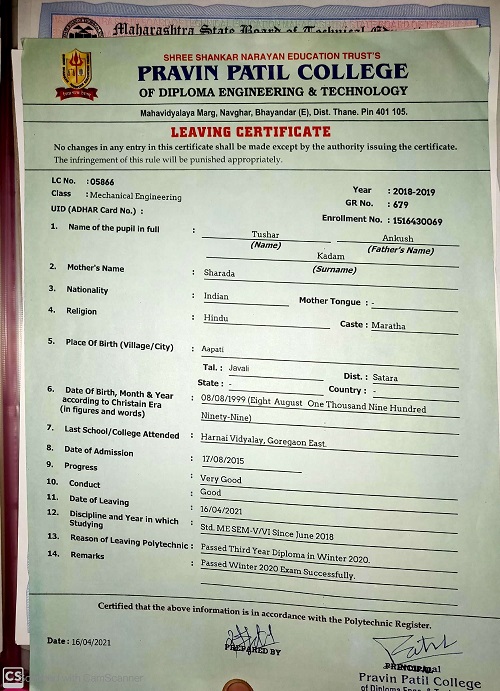 Maharashtra State Board of Technical
SHREE SHANKAR NARAYAN EDUCATION TRUST'S
PRAVIN PATIL COLLEGE
OF DIPLOMA ENGINEERING & TECHNOLOGY
Mahavidyalaya Marg, Navghar, Bhayandar (E), Dist. Thane. Pin 401 105.
LEAVING CERTIFICATE
No changes in any entry in this certificate shall be made except by the authority issuing the certificate.
The infringement of this rule will be punished appropriately.
LC No. : 05866
Class : Mechanical Engineering
Year : 2018-2019
UID (ADHAR Card No.) :
GR No. : 679
Enrollment No. : 1516430069
1. Name of the pupil in full : Tushar Ankush
(Name) (Father's Name)
Kadam
(Surname)
2. Mother's Name : Sharada
3. Nationality : Indian Mother Tongue : -
4. Religion : Hindu Caste : Maratha
5. Place Of Birth (Village/City) : Aapati
Tal. : Javali Dist. : Satara
State : - Country : -
6. Date Of Birth, Month & Year : 08/08/1999 (Eight August One Thousand Nine Hundred
according to Christain Era Ninety-Nine)
(in figures and words)
7. Last School/College Attended : Harnai Vidyalay, Goregaon East.
8. Date of Admission : 17/08/2015
9. Progress : Very Good
10. Conduct : Good
11. Date of Leaving : 16/04/2021
12. Discipline and Year in which : Std. ME SEM-V/VI Since June 2018
Studying
13. Reason of Leaving Polytechnic : Passed Third Year Diploma in Winter 2020.
14. Remarks : Passed Winter 2020 Exam Successfully.
Certified that the above information is in accordance with the Polytechnic Register.
Date : 16/04/2021
PREPARED BY
PRINCIPAL
Pravin Patil College
of Diploma Engg. & T
CS Scanned with CamScanner